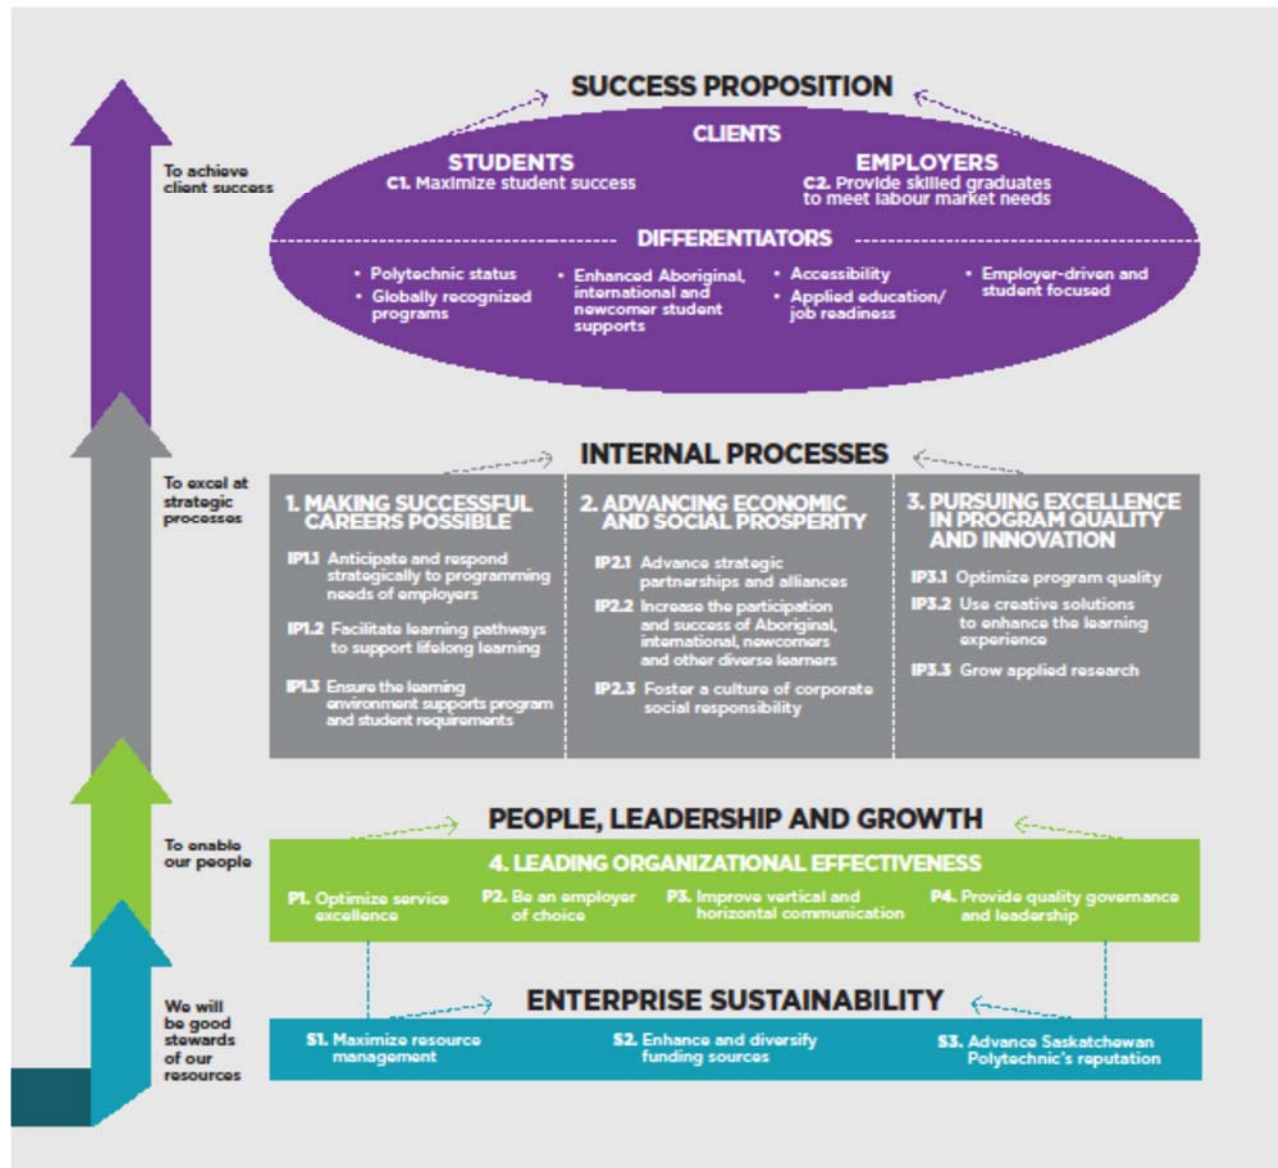 SUCCESS PROPOSITION
To achieve
client success
CLIENTS
STUDENTS
C1. Maximize student success
EMPLOYERS
C2. Provide skilled graduates
to meet labour market needs
DIFFERENTIATORS
• Polytechnic status
• Globally recognized
programs
• Enhanced Aboriginal,
international and
newcomer student
supports
• Accessibility
• Applied education/
job readiness
• Employer-driven and
student focused
INTERNAL PROCESSES
To excel at
strategic
processes
1. MAKING SUCCESSFUL
CAREERS POSSIBLE
IP1.1 Anticipate and respond
strategically to programming
needs of employers
IP1.2 Facilitate learning pathways
to support lifelong learning
IP1.3 Ensure the learning
environment supports program
and student requirements
2. ADVANCING ECONOMIC
AND SOCIAL PROSPERITY
IP2.1 Advance strategic
partnerships and alliances
IP2.2 Increase the participation
and success of Aboriginal,
international, newcomers
and other diverse learners
IP2.3 Foster a culture of corporate
social responsibility
3. PURSUING EXCELLENCE
IN PROGRAM QUALITY
AND INNOVATION
IP3.1 Optimize program quality
IP3.2 Use creative solutions
to enhance the learning
experience
IP3.3 Grow applied research
PEOPLE, LEADERSHIP AND GROWTH
To enable
our people
4. LEADING ORGANIZATIONAL EFFECTIVENESS
P1. Optimize service
excellence
P2. Be an employer
of choice
P3. Improve vertical and
horizontal communication
P4. Provide quality governance
and leadership
ENTERPRISE SUSTAINABILITY
We will
be good
stewards
of our
resources
S1. Maximize resource
management
S2. Enhance and diversify
funding sources
S3. Advance Saskatchewan
Polytechnic's reputation